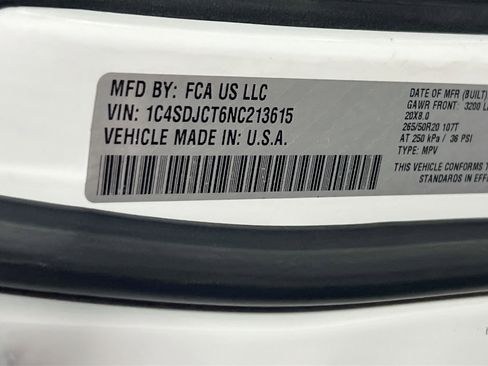 MFD BY: FCA US LLC
VIN: 1C4SDJCT6NC213615
VEHICLE MADE IN: U.S.A.
DATE OF MFR (BUILT)
GAWR FRONT: 3200 L
20X8.0
265/50R20 107T
AT 250 kPa / 36 PSI
TYPE: MPV
THIS VEHICLE CONFORMS
STANDARDS IN